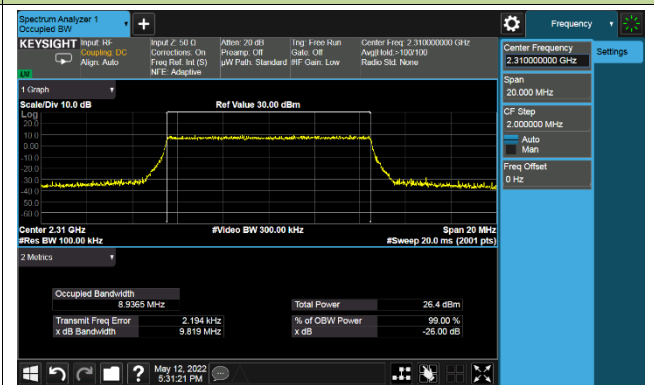 Spectrum Analyzer 1
Occupied BW
+
Frequency
KEYSIGHT
Input: RF
Coupling: DC
Align: Auto
Input Z: 50 Ω
Corrections: On
Freq Ref: Int (S)
NFE: Adaptive
Atten: 20 dB
Preamp: Off
µW Path: Standard
Trig: Free Run
Gate: Off
#IF Gain: Low
Center Freq: 2.310000000 GHz
Avg|Hold:>100/100
Radio Std: None
1 Graph
Scale/Div 10.0 dB
Ref Value 30.00 dBm
Log
20.0
10.0
0.00
-10.0
-20.0
-30.0
-40.0
-50.0
-60.0
Center 2.31 GHz
#Video BW 300.00 kHz
Span 20 MHz
#Res BW 100.00 kHz
#Sweep 20.0 ms (2001 pts)
2 Metrics
Occupied Bandwidth
8.9365 MHz
Total Power 26.4 dBm
Transmit Freq Error 2.194 kHz
% of OBW Power 99.00 %
x dB Bandwidth 9.819 MHz
x dB -26.00 dB
Center Frequency
2.310000000 GHz
Settings
Span
20.000 MHz
CF Step
2.000000 MHz
Auto
Man
Freq Offset
0 Hz
?
May 12, 2022
5:31:21 PM